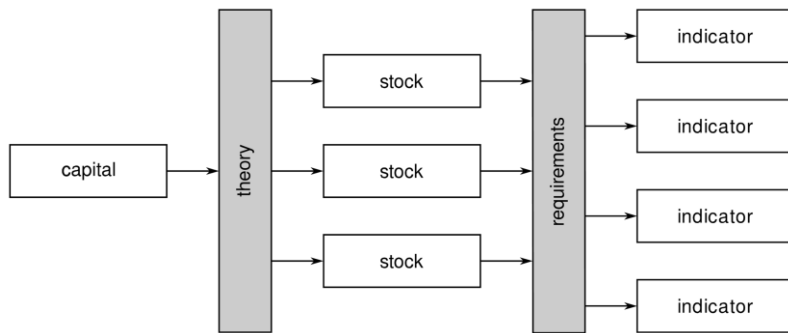 capital
theory
stock
stock
stock
requirements
indicator
indicator
indicator
indicator